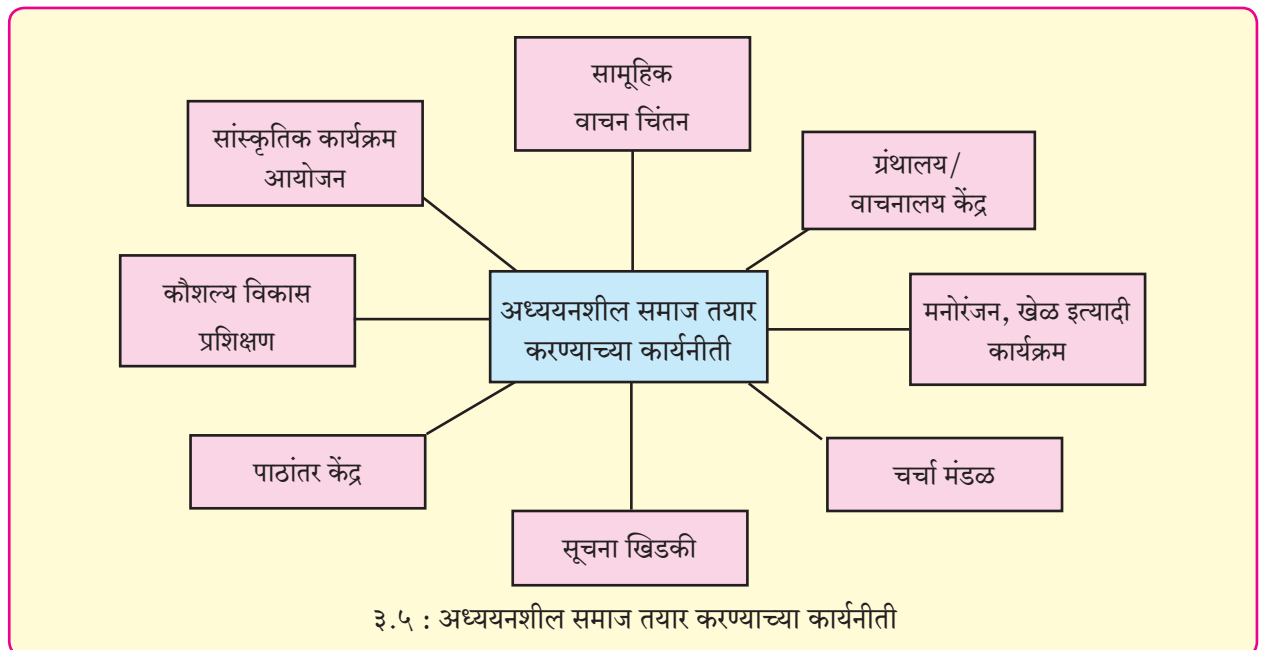 सामूहिक
वाचन चिंतन
सांस्कृतिक कार्यक्रम
आयोजन
ग्रंथालय/
वाचनालय केंद्र
कौशल्य विकास
प्रशिक्षण
अध्ययनशील समाज तयार
करण्याच्या कार्यनीती
मनोरंजन, खेळ इत्यादी
कार्यक्रम
पाठांतर केंद्र
चर्चा मंडळ
सूचना खिडकी
३.५ : अध्ययनशील समाज तयार करण्याच्या कार्यनीती